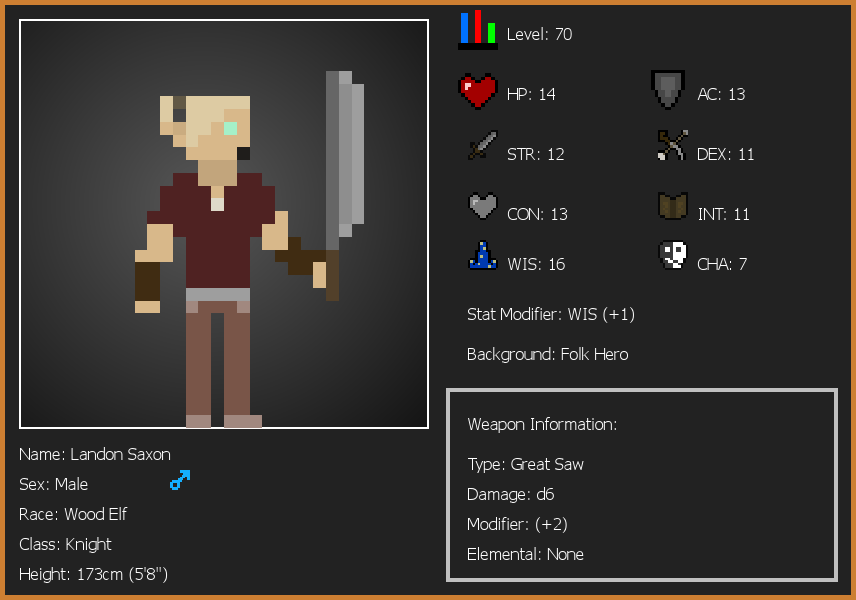 Level: 70
HP: 14
AC: 13
STR: 12
DEX: 11
CON: 13
INT: 11
WIS: 16
CHA: 7
Stat Modifier: WIS (+1)
Background: Folk Hero
Weapon Information:
Type: Great Saw
Damage: d6
Modifier: (+2)
Elemental: None
Name: Landon Saxon
Sex: Male
Race: Wood Elf
Class: Knight
Height: 173cm (5'8")